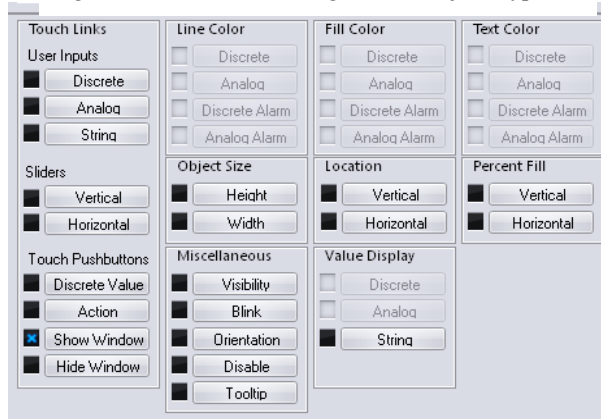 Touch Links
User Inputs
Discrete
Analog
String
Sliders
Vertical
Horizontal
Touch Pushbuttons
Discrete Value
Action
Show Window
Hide Window
Line Color
Discrete
Analog
Discrete Alarm
Analog Alarm
Object Size
Height
Width
Miscellaneous
Visibility
Blink
Orientation
Disable
Tooltip
Fill Color
Discrete
Analog
Discrete Alarm
Analog Alarm
Location
Vertical
Horizontal
Value Display
Discrete
Analog
String
Text Color
Discrete
Analog
Discrete Alarm
Analog Alarm
Percent Fill
Vertical
Horizontal